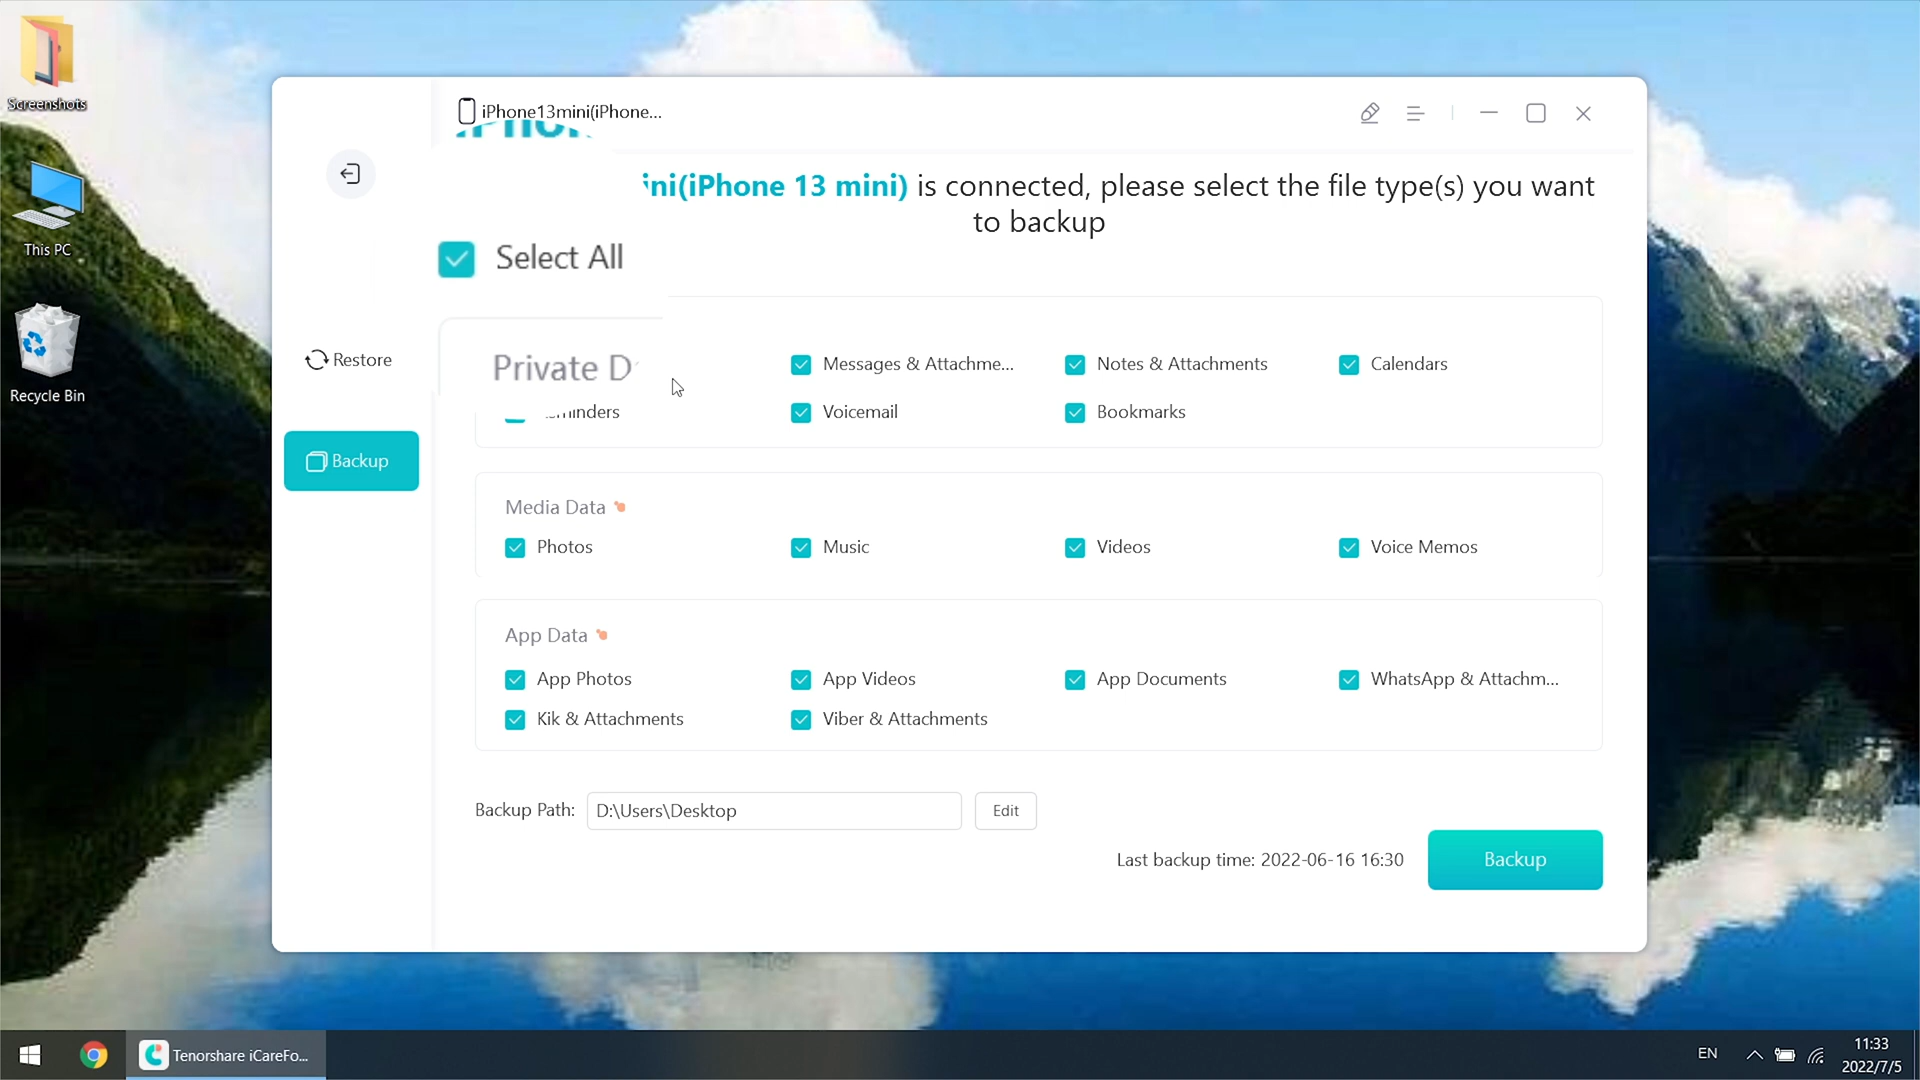 Screenshots
This PC
Recycle Bin
iPhone13mini(iPhone...
ini(iPhone 13 mini) is connected, please select the file type(s) you want
to backup
Select All
Restore
Backup
Private
Messages & Attachme...
Notes & Attachments
Calendars
Voicemail
Bookmarks
Media Data
Photos
Music
Videos
Voice Memos
App Data
App Photos
App Videos
App Documents
WhatsApp & Attachm...
Kik & Attachments
Viber & Attachments
Backup Path: D:\Users\Desktop
Edit
Last backup time: 2022-06-16 16:30
Backup
Tenorshare iCareFo...
EN
11:33
2022/7/5